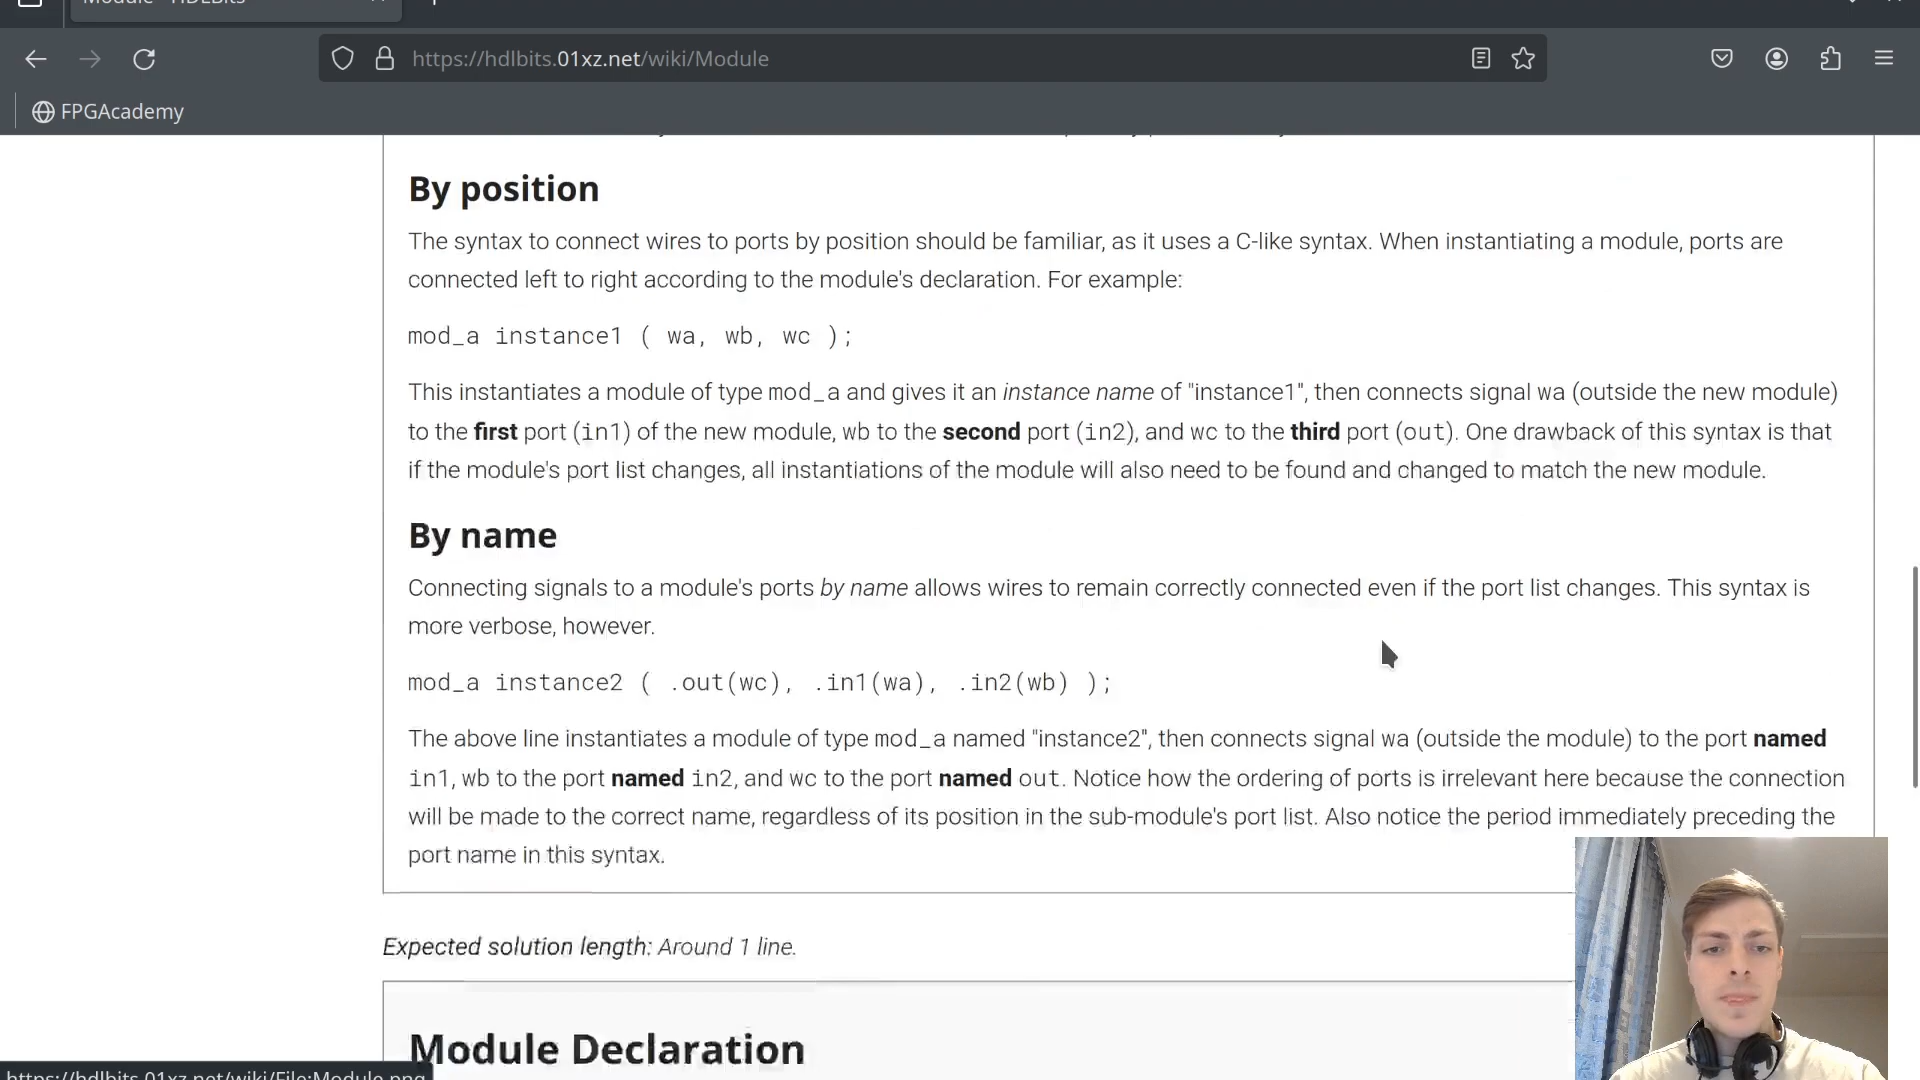 Module - HDLBits
https://hdlbits.01xz.net/wiki/Module
FPGAcademy
By position
The syntax to connect wires to ports by position should be familiar, as it uses a C-like syntax. When instantiating a module, ports are
connected left to right according to the module's declaration. For example:
mod_a instance1 ( wa, wb, wc );
This instantiates a module of type mod_a and gives it an instance name of "instance1", then connects signal wa (outside the new module)
to the first port (in1) of the new module, wb to the second port (in2), and wc to the third port (out). One drawback of this syntax is that
if the module's port list changes, all instantiations of the module will also need to be found and changed to match the new module.
By name
Connecting signals to a module's ports by name allows wires to remain correctly connected even if the port list changes. This syntax is
more verbose, however.
mod_a instance2 ( .out(wc), .in1(wa), .in2(wb) );
The above line instantiates a module of type mod_a named "instance2", then connects signal wa (outside the module) to the port named
in1, wb to the port named in2, and wc to the port named out. Notice how the ordering of ports is irrelevant here because the connection
will be made to the correct name, regardless of its position in the sub-module's port list. Also notice the period immediately preceding the
port name in this syntax.
Expected solution length: Around 1 line.
Module Declaration
https://hdlbits.01xz.net/wiki/File:Module.png